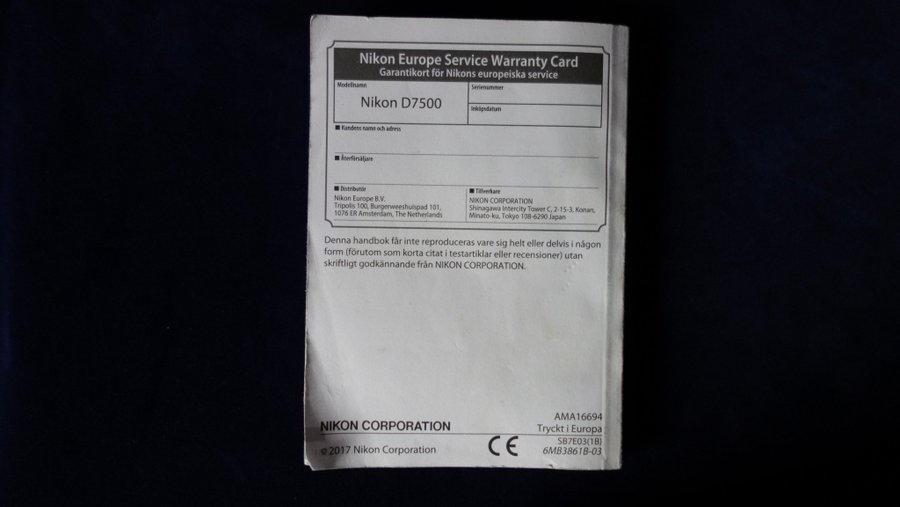 Nikon Europe Service Warranty Card
Garantikort för Nikons europeiska service
Modellnamn
Nikon D7500
Serienummer
Inköpsdatum
■ Kundens namn och adress
■ Återförsäljare
■ Distributör
Nikon Europe B.V.
Tripolis 100, Burgerweeshuispad 101,
1076 ER Amsterdam, The Netherlands
■ Tillverkare
NIKON CORPORATION
Shinagawa Intercity Tower C, 2-15-3, Konan,
Minato-ku, Tokyo 108-6290 Japan
Denna handbok får inte reproduceras vare sig helt eller delvis i någon
form (förutom som korta citat i testartiklar eller recensioner) utan
skriftligt godkännande från NIKON CORPORATION.
NIKON CORPORATION
© 2017 Nikon Corporation
CE
AMA16694
Tryckt i Europa
SB7E03(1B)
6MB3861B-03